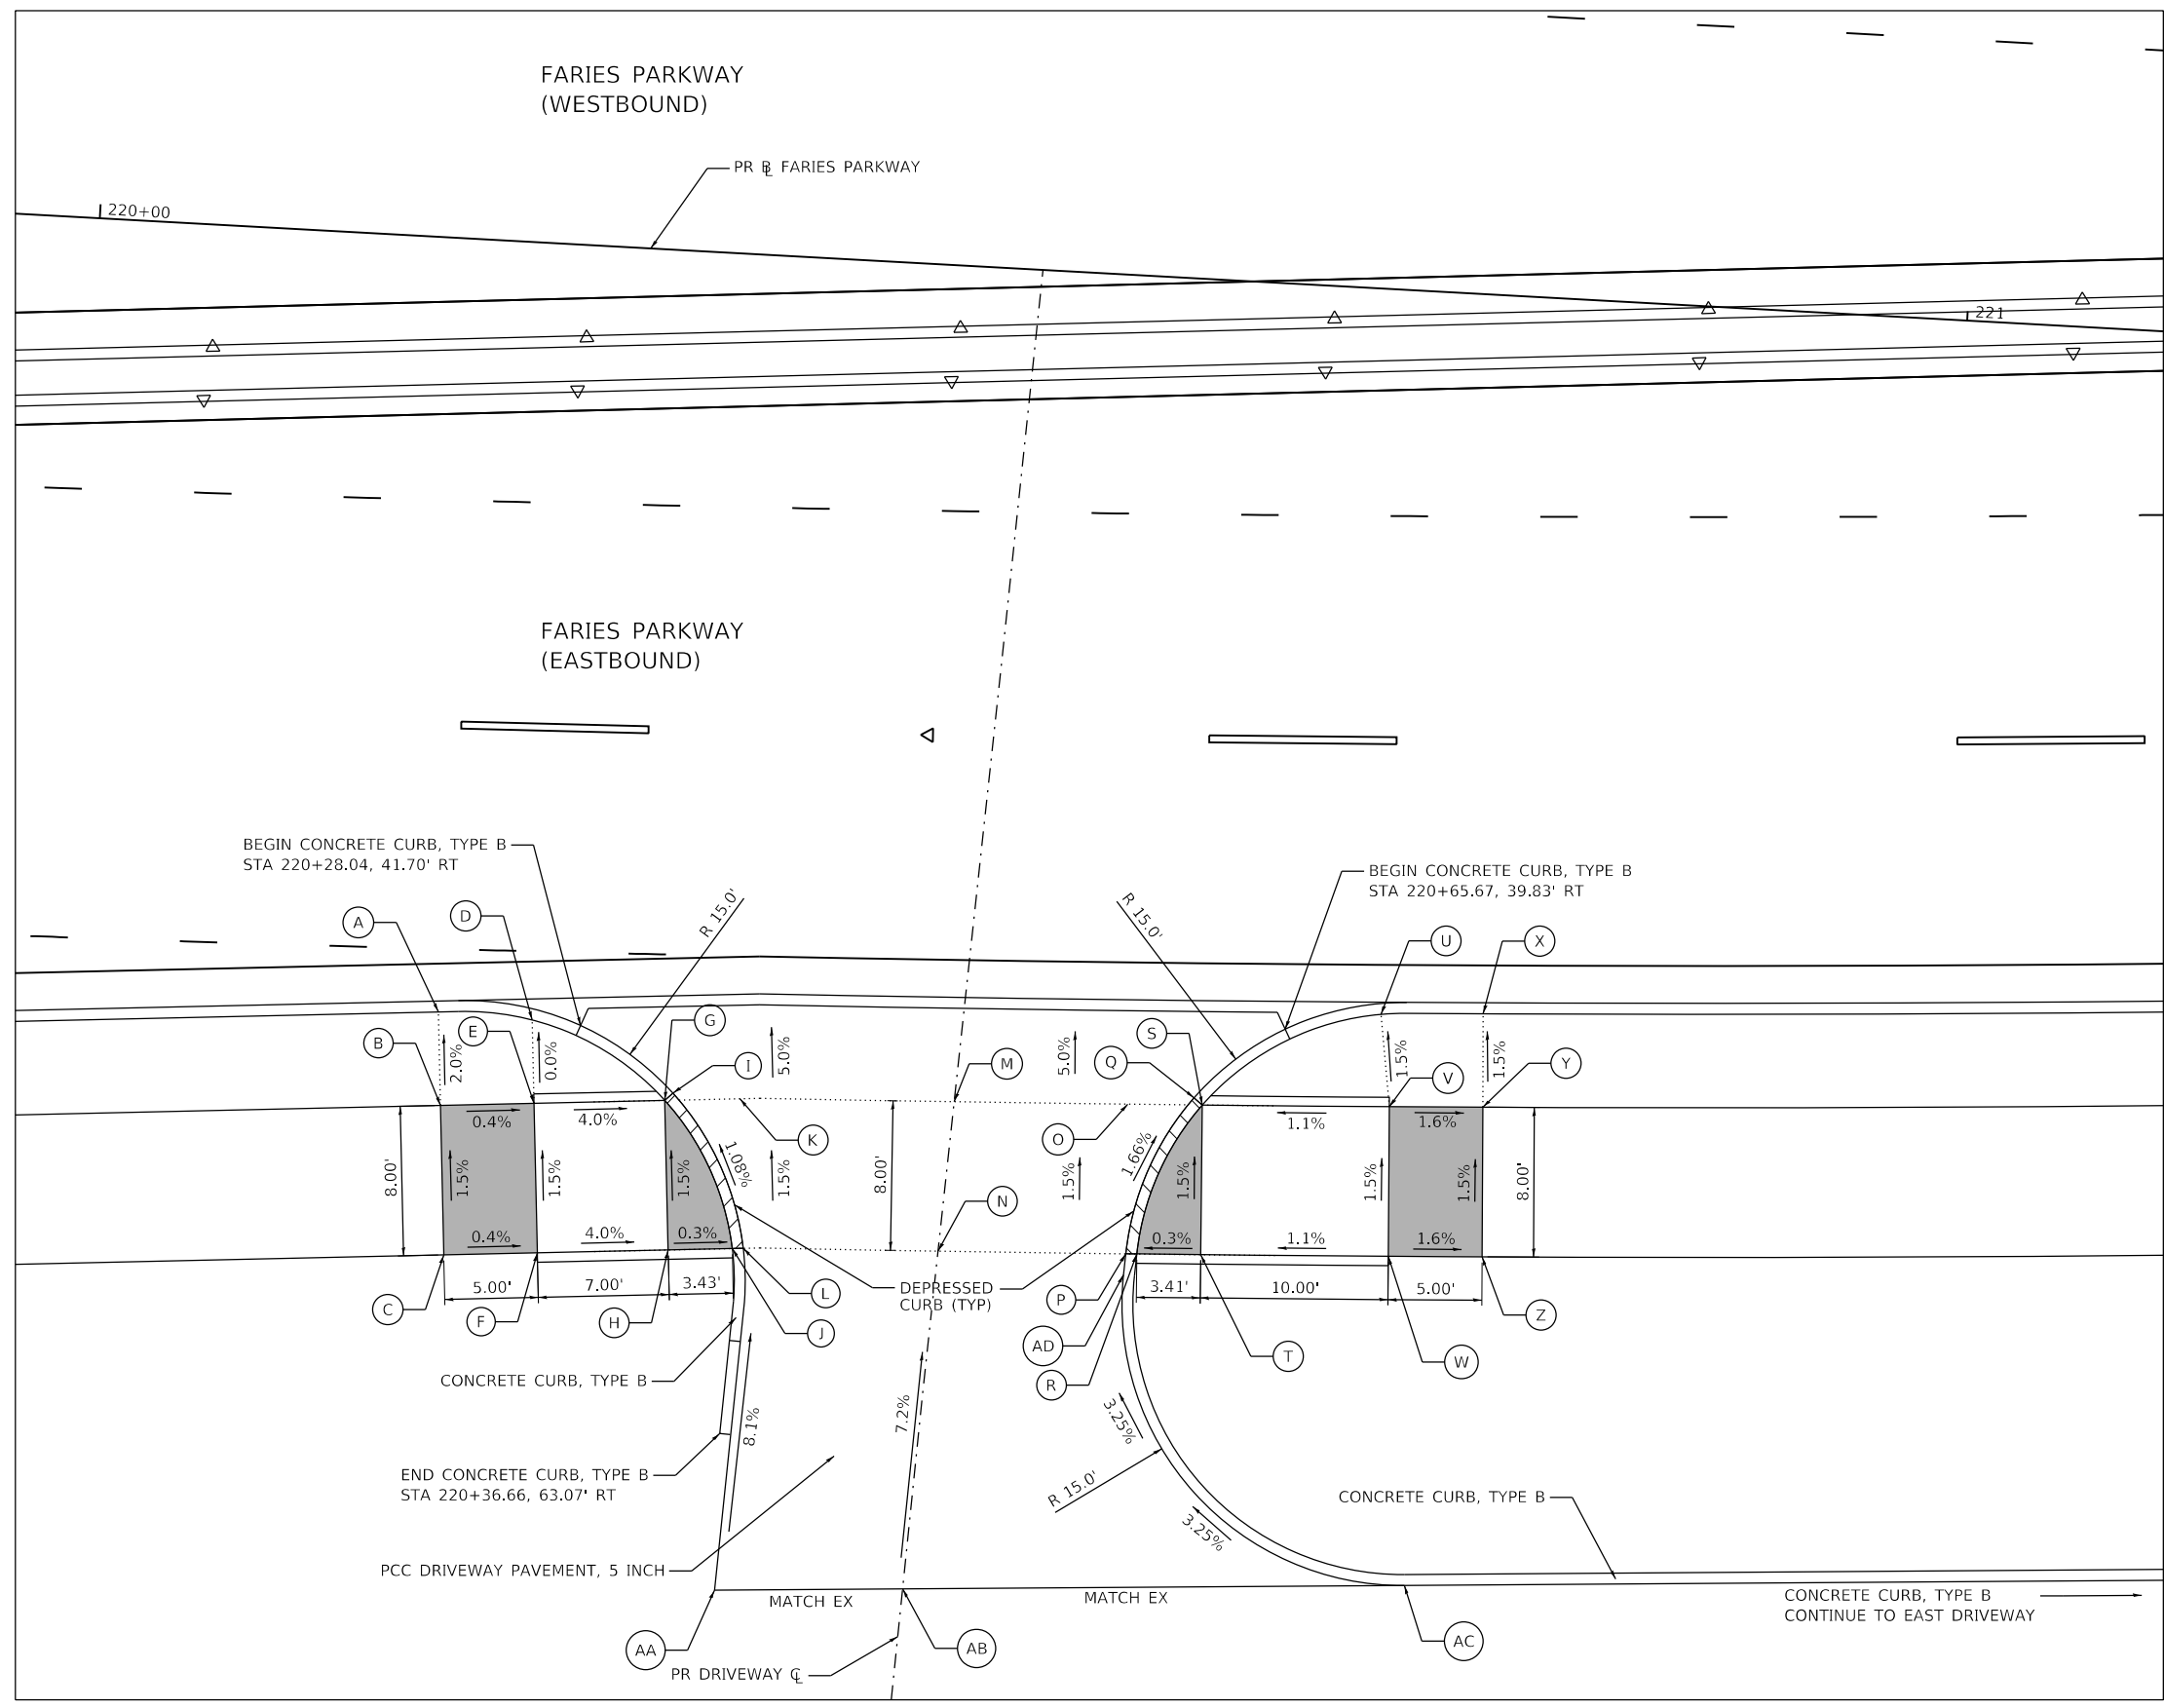 FARIES PARKWAY
(WESTBOUND)
PR ⅊ FARIES PARKWAY
220+00
221
FARIES PARKWAY
(EASTBOUND)
BEGIN CONCRETE CURB, TYPE B
STA 220+28.04, 41.70' RT
BEGIN CONCRETE CURB, TYPE B
STA 220+65.67, 39.83' RT
R 15.0'
R 15.0'
A
D
U
X
B
E
G
S
I
M
Q
V
Y
K
O
2.0%
0.0%
5.0%
5.0%
1.5%
1.5%
0.4%
4.0%
1.1%
1.6%
8.00'
1.5%
1.5%
1.5%
1.08%
1.5%
8.00'
1.5%
1.66%
1.5%
1.5%
1.5%
8.00'
N
0.4%
4.0%
0.3%
0.3%
1.1%
1.6%
5.00'
7.00'
3.43'
DEPRESSED
CURB (TYP)
3.41'
10.00'
5.00'
C
F
H
L
J
P
AD
R
T
W
Z
CONCRETE CURB, TYPE B
8.1%
7.2%
3.25%
END CONCRETE CURB, TYPE B
STA 220+36.66, 63.07' RT
R 15.0'
3.25%
CONCRETE CURB, TYPE B
PCC DRIVEWAY PAVEMENT, 5 INCH
MATCH EX
MATCH EX
CONCRETE CURB, TYPE B
CONTINUE TO EAST DRIVEWAY
AA
AB
AC
PR DRIVEWAY ℄